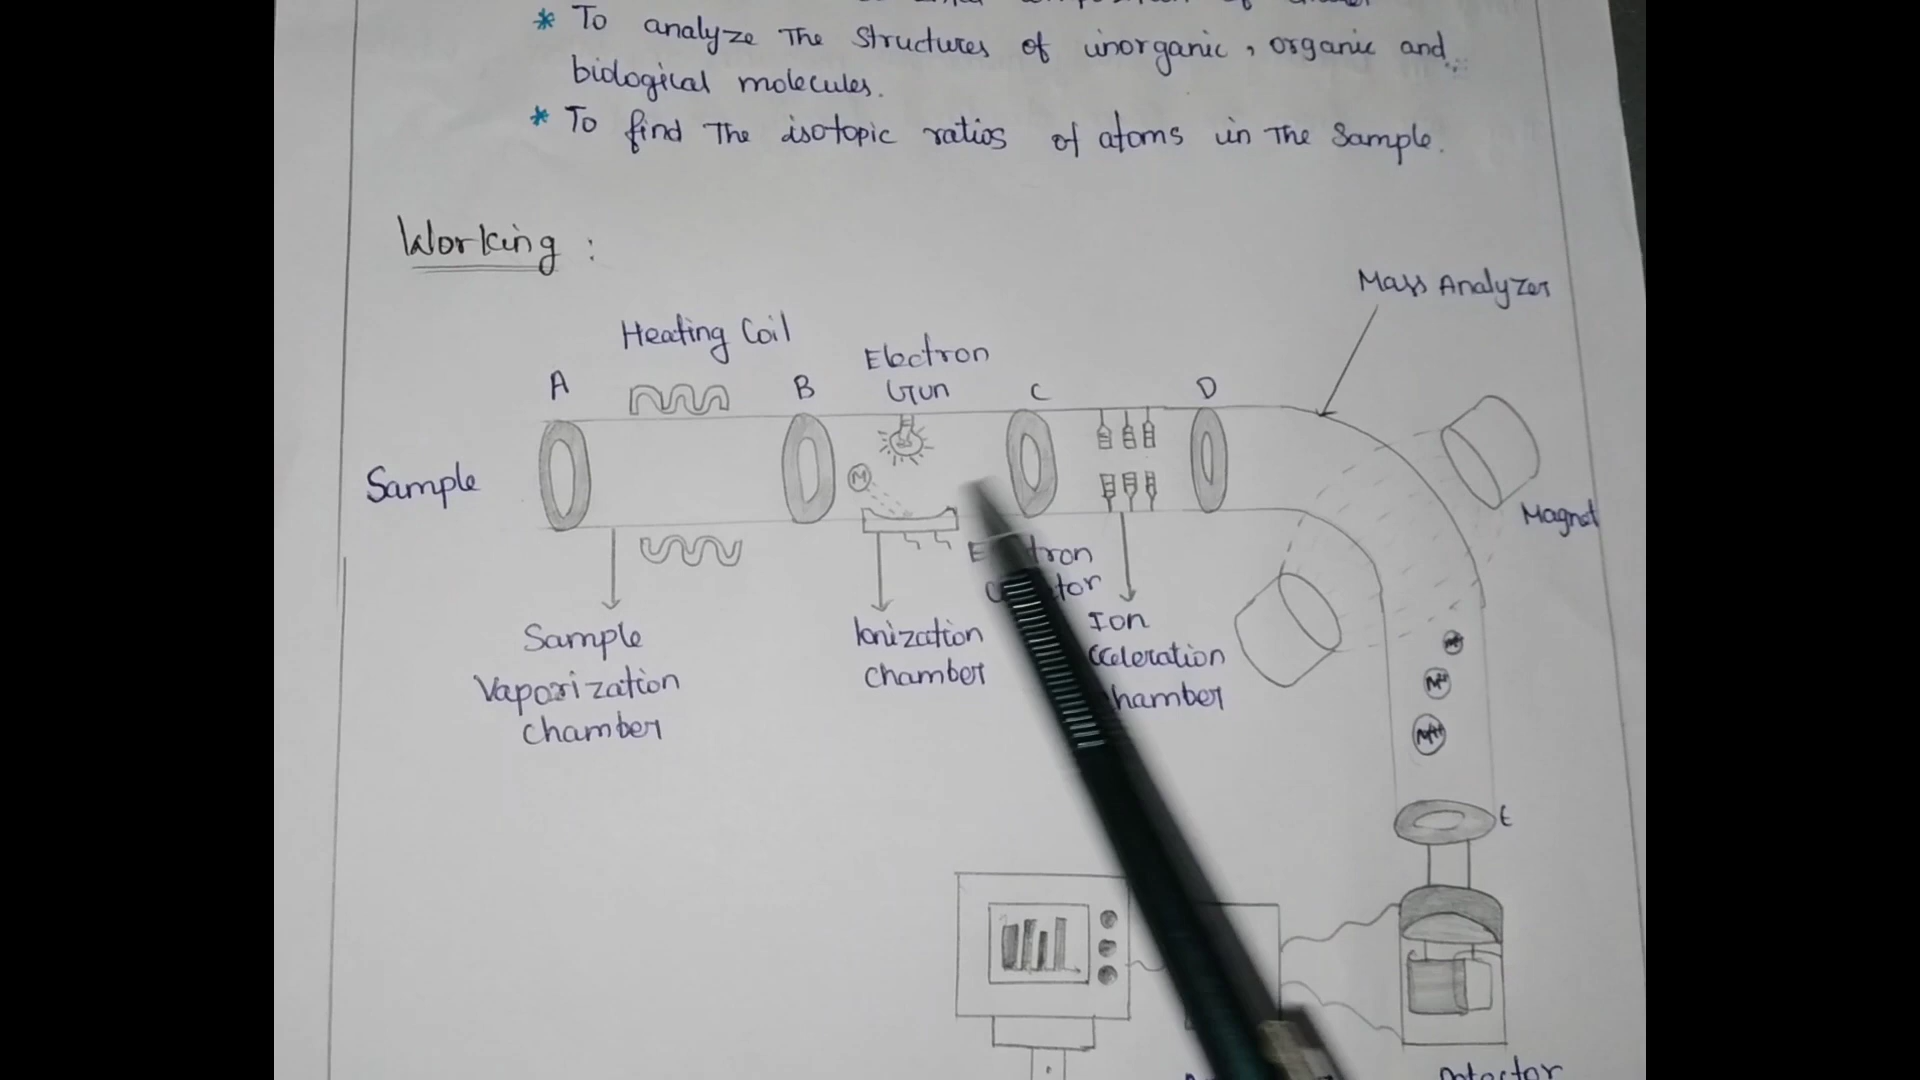 * To analyze The Structures of inorganic, organic and
biological molecules.
* To find The isotopic ratios of atoms in The Sample.
Working :
Mass Analyzer
Heating Coil
Electron
Gun
A
B
C
D
Sample
M
Magnet
Ion
Sample
Vaporization
chamber
Ionization
chamber
E